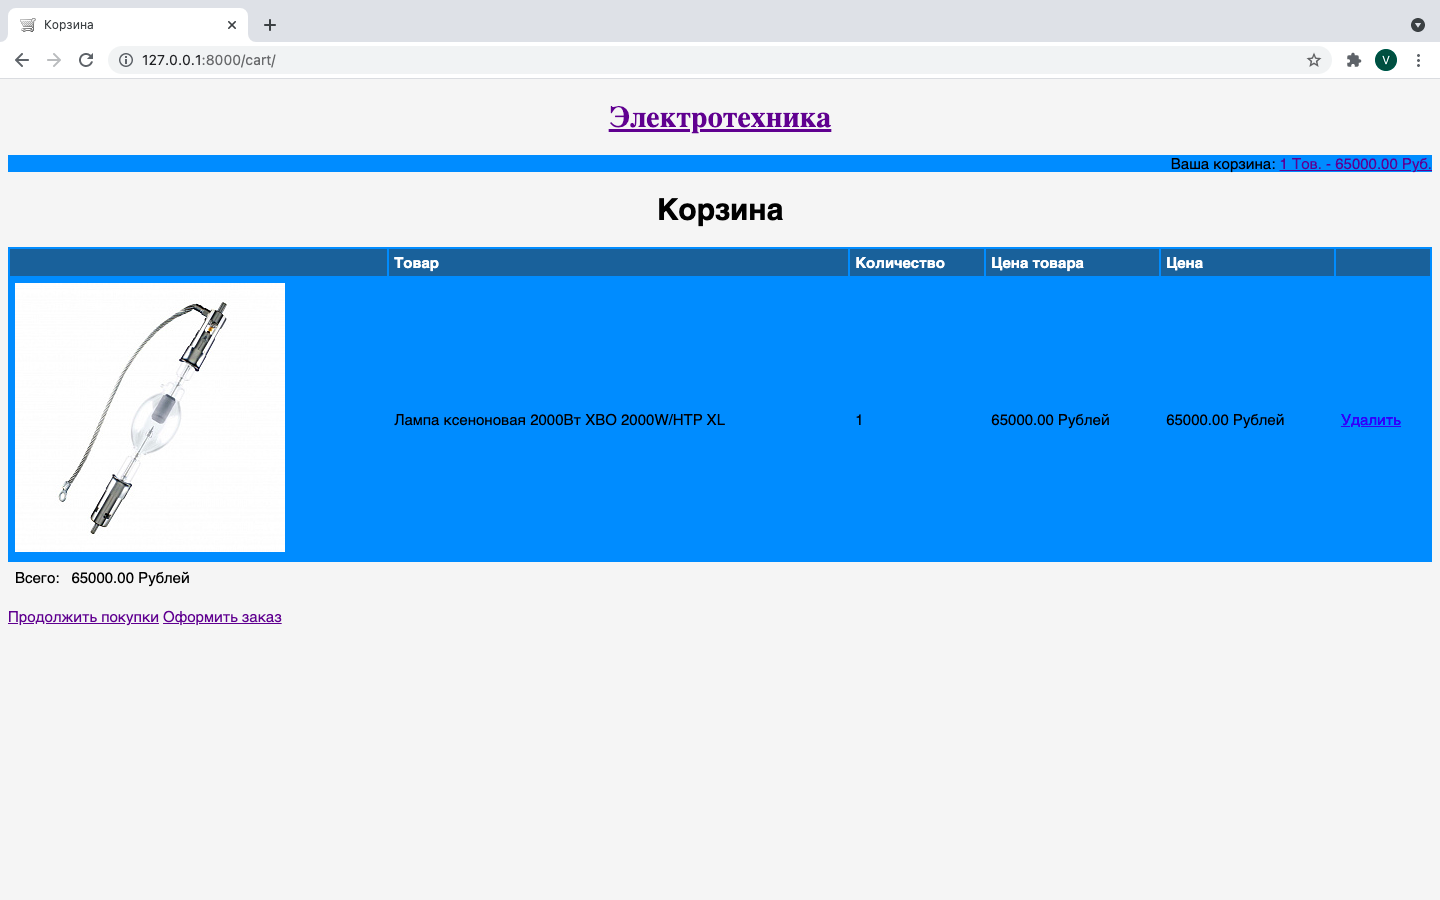 Корзина
127.0.0.1:8000/cart/
V
Электротехника
Ваша корзина: 1 Тов. - 65000.00 Руб.
Корзина
Товар Количество Цена товара Цена
Лампа ксеноновая 2000Вт XBO 2000W/HTP XL 1 65000.00 Рублей 65000.00 Рублей Удалить
Всего: 65000.00 Рублей
Продолжить покупки Оформить заказ